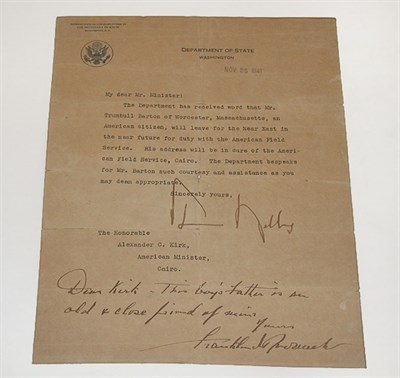 DEPARTMENT OF STATE
WASHINGTON
NOV 22 1941
My dear Mr. Minister:
The Department has received word that Mr.
Trumbull Barton of Worcester, Massachusetts, an
American citizen, will leave for the Near East in
the near future for duty with the American Field
Service. His address will be in care of the Ameri-
can Field Service, Cairo. The Department bespeaks
for Mr. Barton such courtesy and assistance as you
may deem appropriate.
Sincerely yours,
The Honorable
Alexander C. Kirk,
American Minister,
Cairo.
Dear Kirk - This boy's father is an
old & close friend of mine
Yours
Franklin D Roosevelt